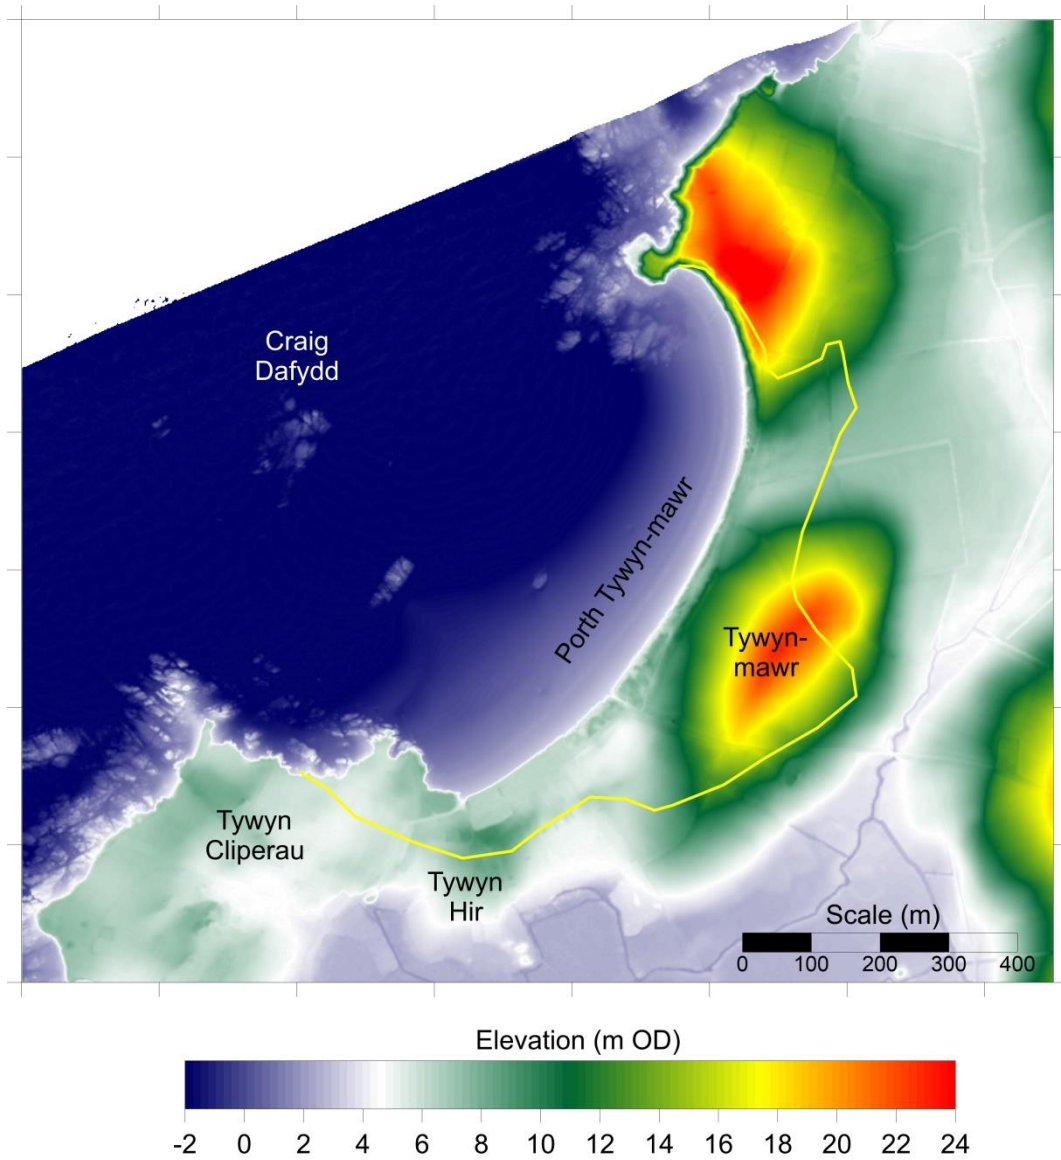 Craig
Dafydd
Porth Tywyn-mawr
Tywyn-
mawr
Tywyn
Cliperau
Tywyn
Hir
Scale (m)
0 100 200 300 400
Elevation (m OD)
-2 0 2 4 6 8 10 12 14 16 18 20 22 24